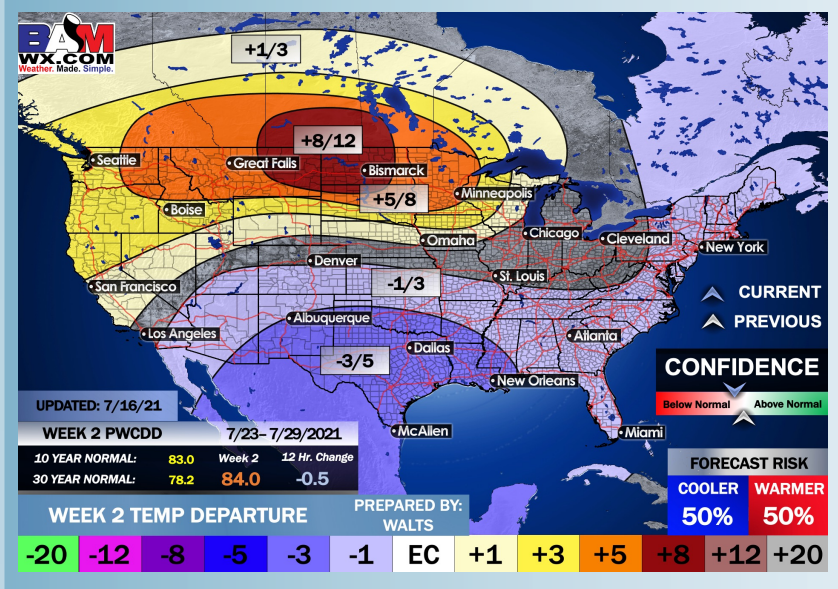 BAM
WX.COM
Weather. Made. Simple.
+1/3
+8/12
Seattle
Great Falls
Bismarck
+5/8
Minneapolis
Boise
Omaha
Chicago
Cleveland
New York
Denver
St. Louis
San Francisco
-1/3
CURRENT
PREVIOUS
Albuquerque
Los Angeles
Atlanta
Dallas
-3/5
CONFIDENCE
New Orleans
Below Normal
Above Normal
UPDATED: 7/16/21
McAllen
Miami
WEEK 2 PWCDD 7/23–7/29/2021
10 YEAR NORMAL: 83.0 Week 2 12 Hr. Change
30 YEAR NORMAL: 78.2 84.0 -0.5
FORECAST RISK
COOLER WARMER
50% 50%
WEEK 2 TEMP DEPARTURE
PREPARED BY:
WALTS
-20 -12 -8 -5 -3 -1 EC +1 +3 +5 +8 +12 +20